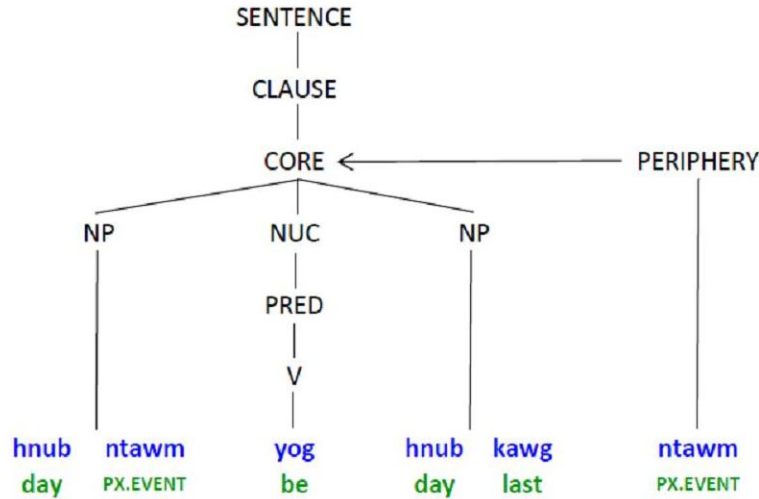 SENTENCE
CLAUSE
CORE PERIPHERY
NP NUC NP
PRED
V
hnub ntawm yog hnub kawg ntawm
day PX.EVENT be day last PX.EVENT